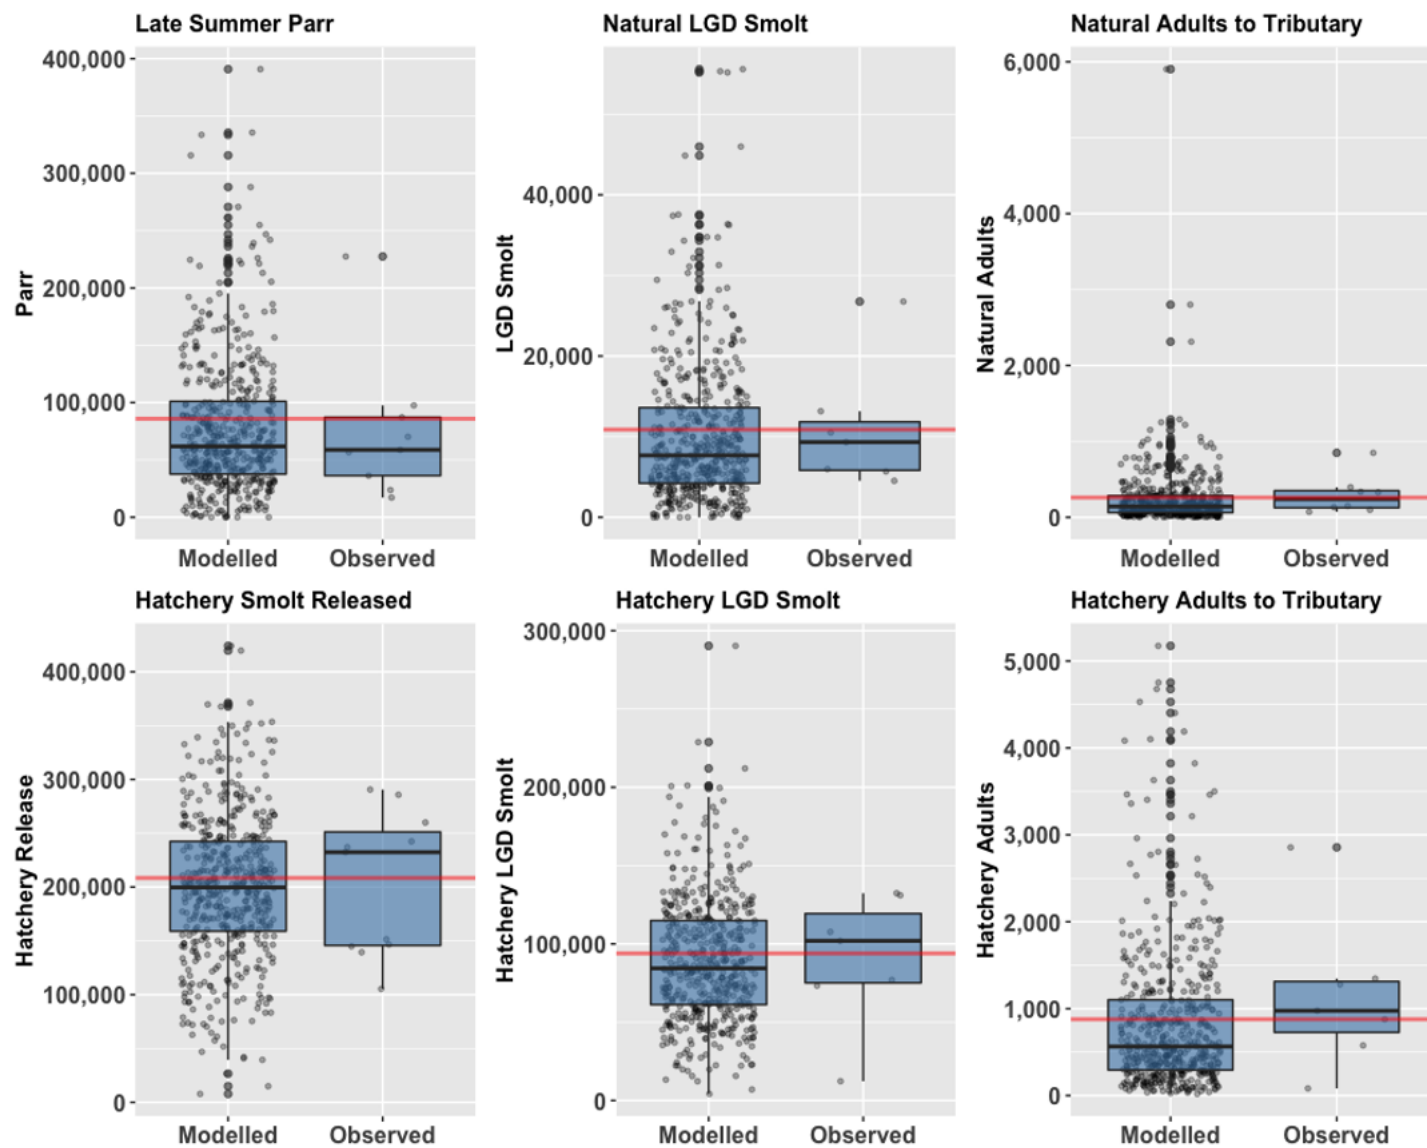 Late Summer Parr
Parr
400,000
300,000
200,000
100,000
0
Modelled Observed
Natural LGD Smolt
LGD Smolt
40,000
20,000
0
Modelled Observed
Natural Adults to Tributary
Natural Adults
6,000
4,000
2,000
0
Modelled Observed
Hatchery Smolt Released
Hatchery Release
400,000
300,000
200,000
100,000
0
Modelled Observed
Hatchery LGD Smolt
Hatchery LGD Smolt
300,000
200,000
100,000
0
Modelled Observed
Hatchery Adults to Tributary
Hatchery Adults
5,000
4,000
3,000
2,000
1,000
0
Modelled Observed